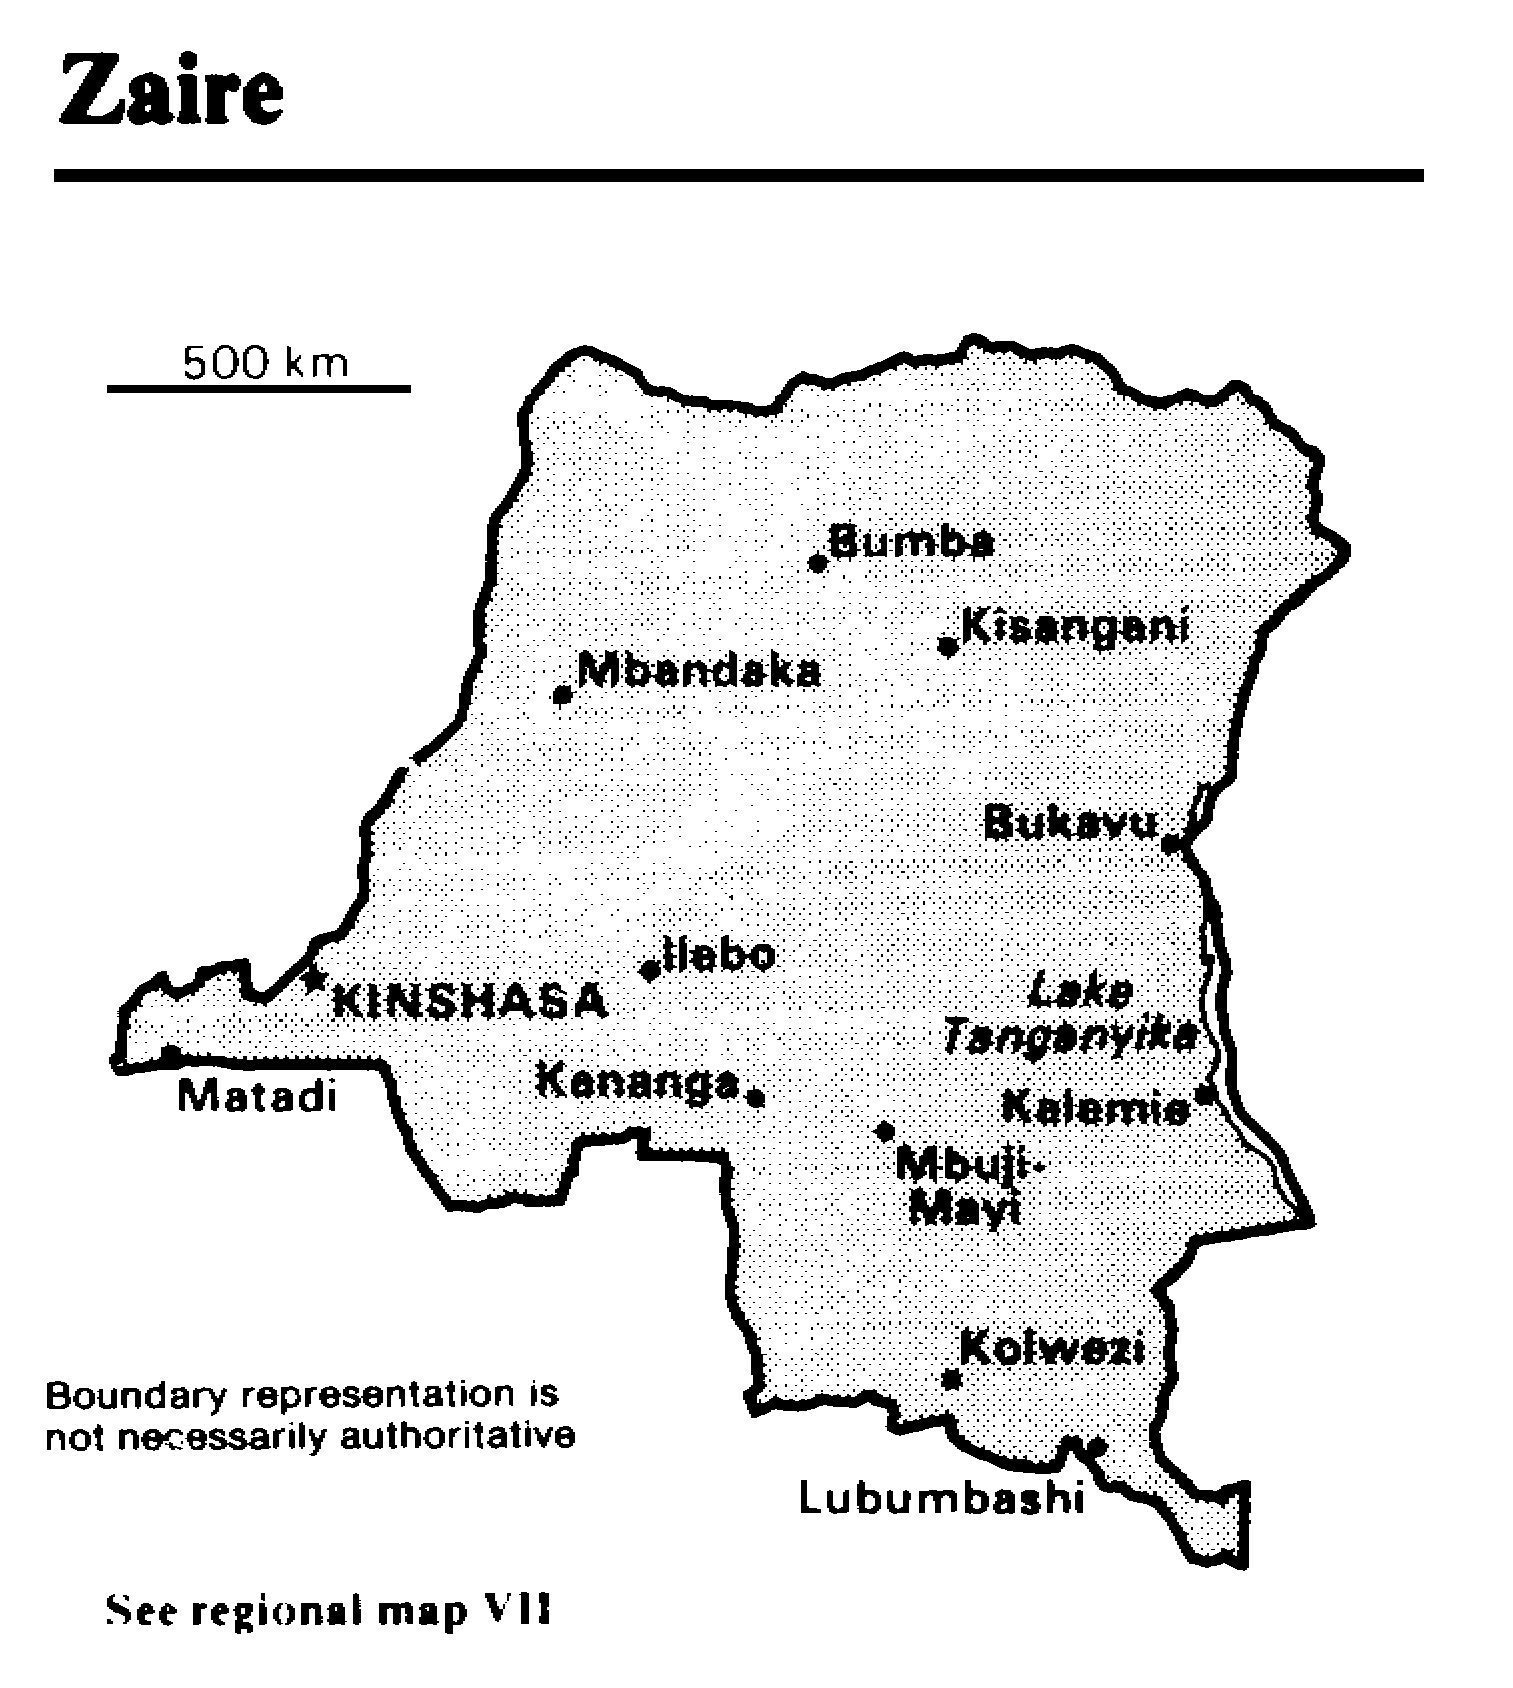 Zaire
500 km
Bumba
Kisangani
Mbandaka
Bukavu
Ilebo
KINSHASA
Lake
Tanganyika
Matadi
Kananga
Kalemie
Mbuji-
Mayi
Kolwezi
Boundary representation is
not necessarily authoritative
Lubumbashi
See regional map VII